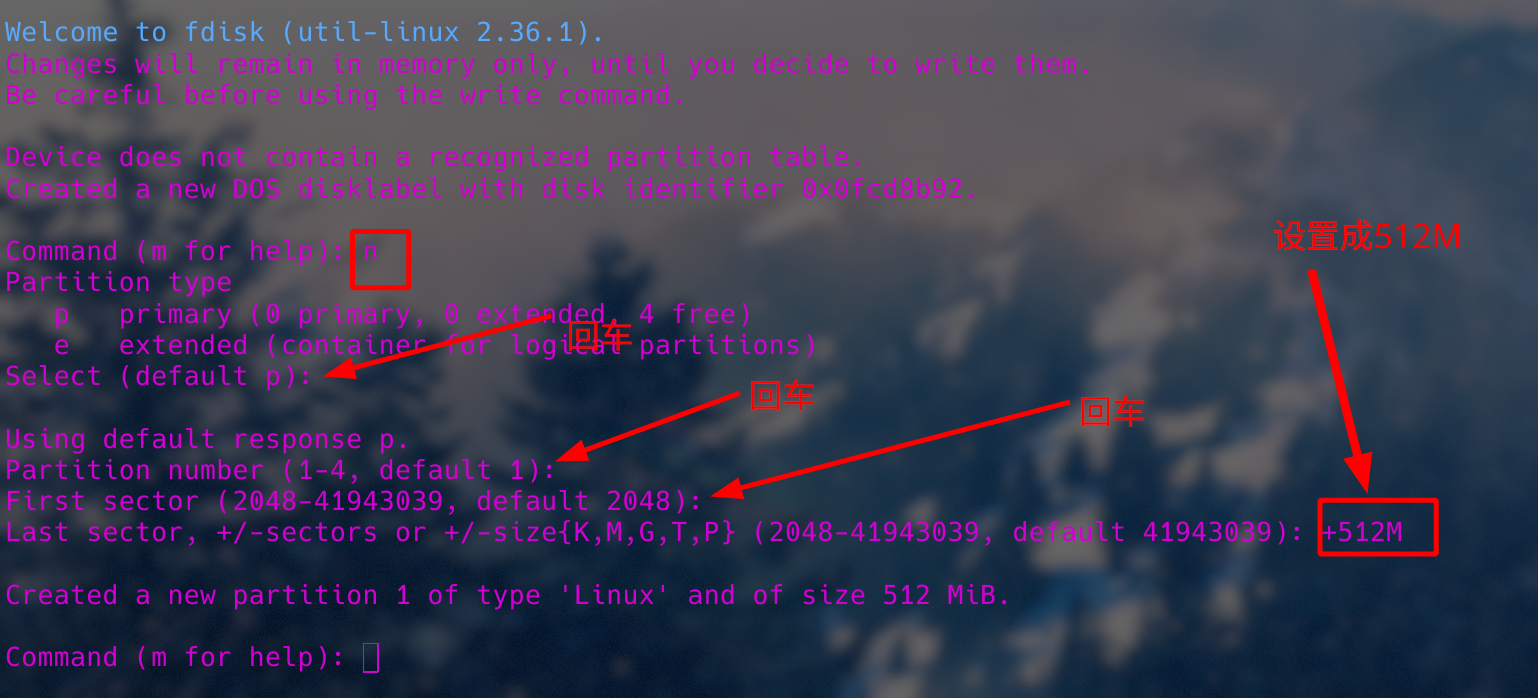 Welcome to fdisk (util-linux 2.36.1).
Changes will remain in memory only, until you decide to write them.
Be careful before using the write command.
Device does not contain a recognized partition table.
Created a new DOS disklabel with disk identifier 0x0fcd8b92.
设置成512M
Command (m for help): n
Partition type
p   primary (0 primary, 0 extended, 4 free)
回车
e   extended (container for logical partitions)
Select (default p):
回车
回车
Using default response p.
Partition number (1-4, default 1):
First sector (2048-41943039, default 2048):
Last sector, +/-sectors or +/-size{K,M,G,T,P} (2048-41943039, default 41943039): +512M
Created a new partition 1 of type 'Linux' and of size 512 MiB.
Command (m for help):